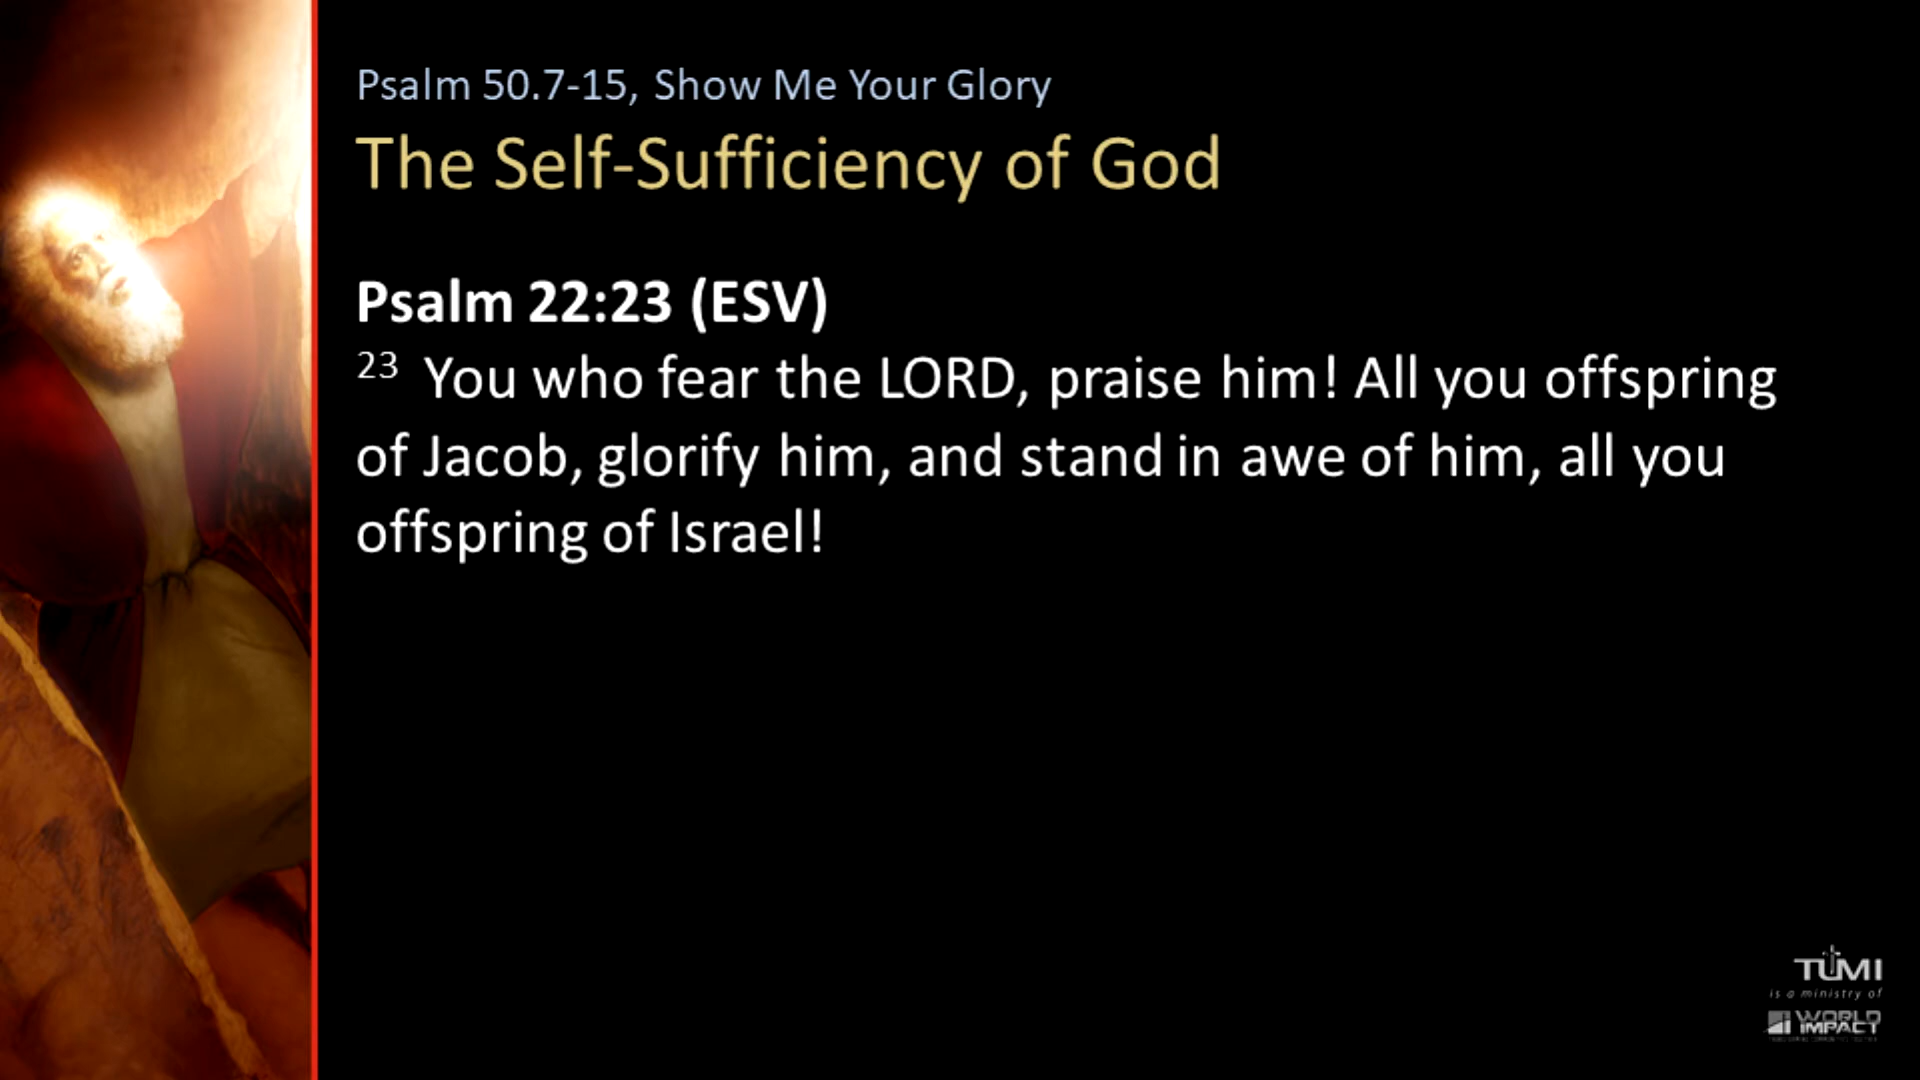 Psalm 50.7-15, Show Me Your Glory
The Self-Sufficiency of God
Psalm 22:23 (ESV)
23 You who fear the LORD, praise him! All you offspring
of Jacob, glorify him, and stand in awe of him, all you
offspring of Israel!
TUMI
is a ministry of
WORLD
IMPACT